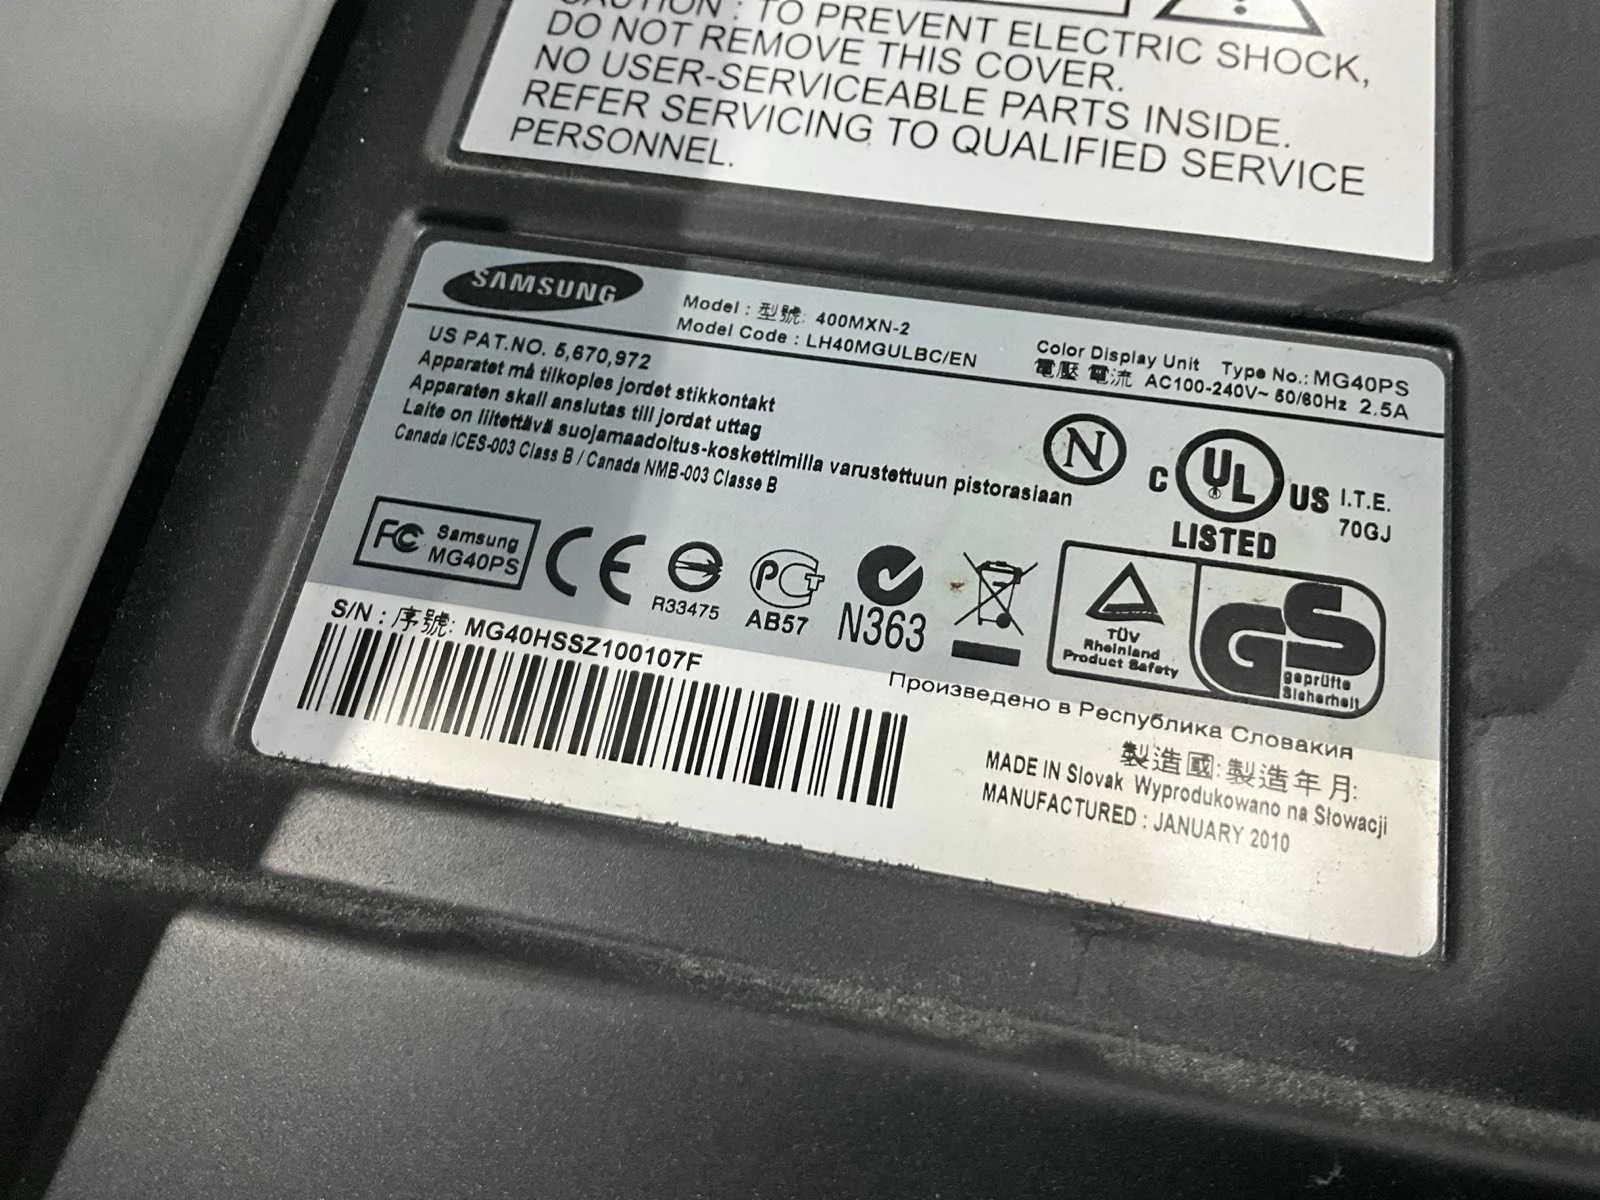 CAUTION : TO PREVENT ELECTRIC SHOCK,
DO NOT REMOVE THIS COVER.
NO USER-SERVICEABLE PARTS INSIDE.
REFER SERVICING TO QUALIFIED SERVICE
PERSONNEL.
SAMSUNG
Model : 型號: 400MXN-2
Model Code : LH40MGULBC/EN
Color Display Unit Type No.: MG40PS
電壓 電流 AC100-240V~ 50/60Hz 2.5A
US PAT.NO. 5,670,972
Apparatet må tilkoples jordet stikkontakt
Apparaten skall anslutas till jordat uttag
Laite on liitettävä suojamaadoitus-koskettimilla varustettuun pistorasiaan
Canada ICES-003 Class B / Canada NMB-003 Classe B
N
C UL US I.T.E.
LISTED 70GJ
FC Samsung
MG40PS
CE
R33475
PCT
AB57
N363
TÜV
Rheinland
Product Safety
GS
geprüfte
Sicherheit
S/N : 序號: MG40HSSZ100107F
Произведено в Республика Словакия
製造國: 製造年月:
MADE IN Slovak Wyprodukowano na Słowacji
MANUFACTURED : JANUARY 2010